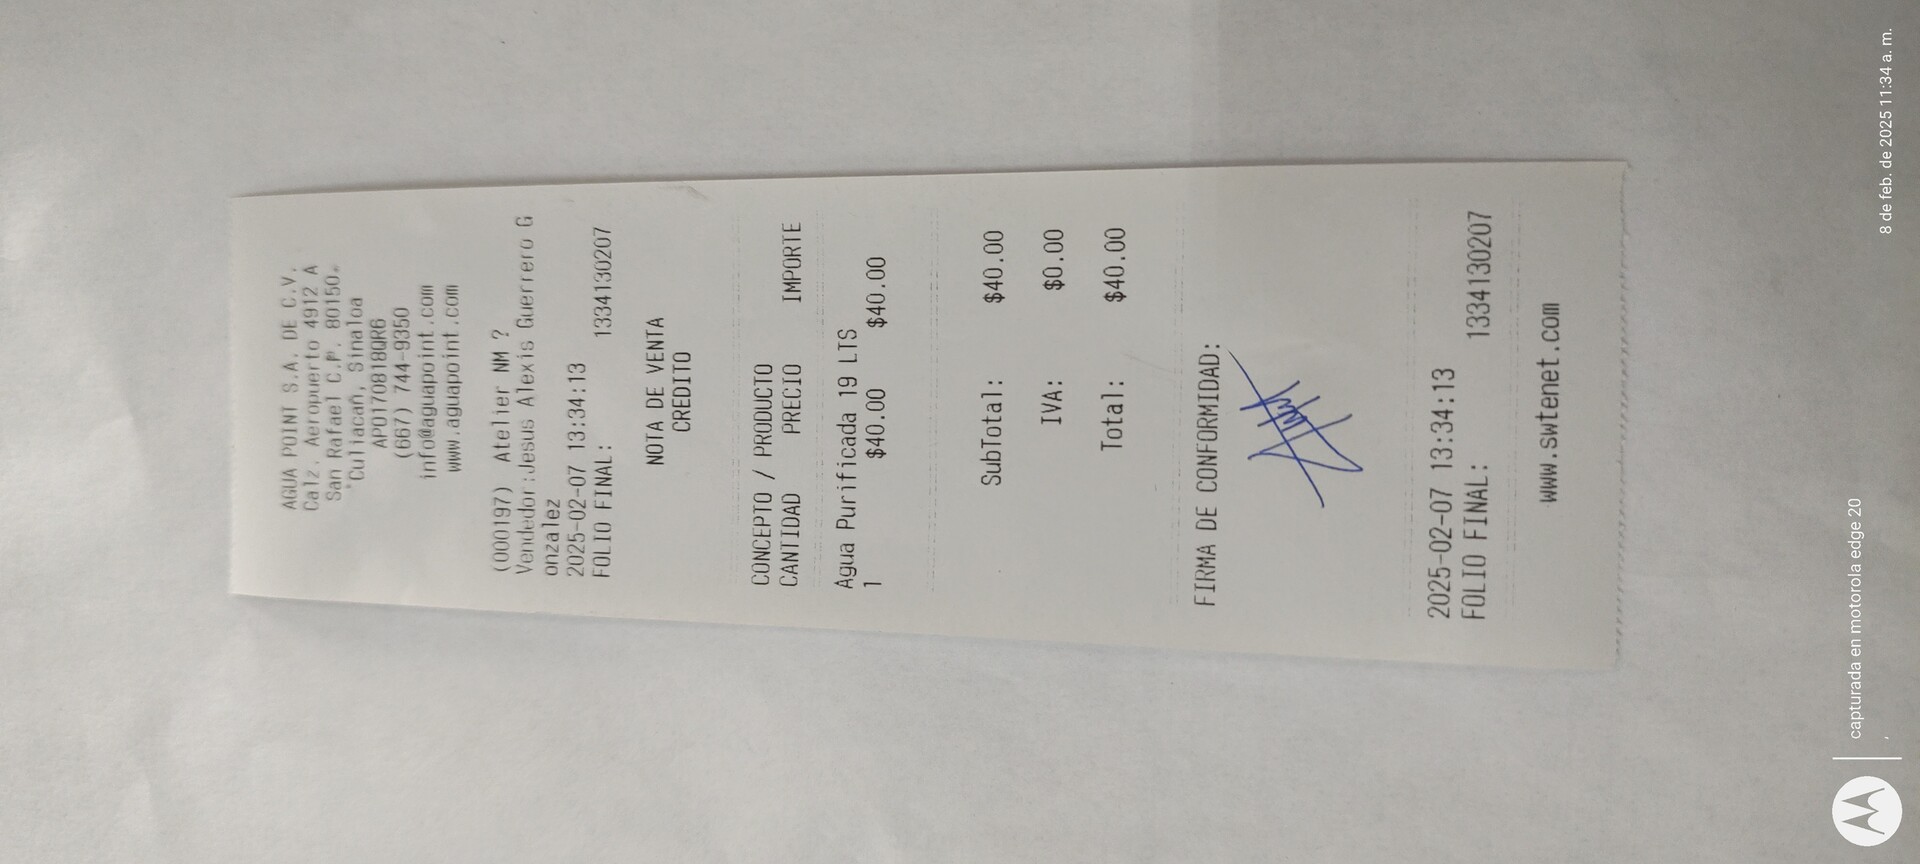 AGUA POINT S.A. DE C.V.
Calz. Aeropuerto 4912 A
San Rafael C.P. 80150.
Culiacan, Sinaloa
APO170818QR6
(667) 744-9350
info@aguapoint.com
www.aguapoint.com
(000197) Atelier NM ?
Vendedor:Jesus Alexis Guerrero G
onzalez
2025-02-07 13:34:13
FOLIO FINAL: 1334130207
NOTA DE VENTA
CREDITO
CONCEPTO / PRODUCTO
CANTIDAD PRECIO IMPORTE
Agua Purificada 19 LTS
1 $40.00 $40.00
SubTotal: $40.00
IVA: $0.00
Total: $40.00
FIRMA DE CONFORMIDAD:
2025-02-07 13:34:13
FOLIO FINAL: 1334130207
www.swtenet.com
capturada en motorola edge 20
8 de feb. de 2025 11:34 a. m.